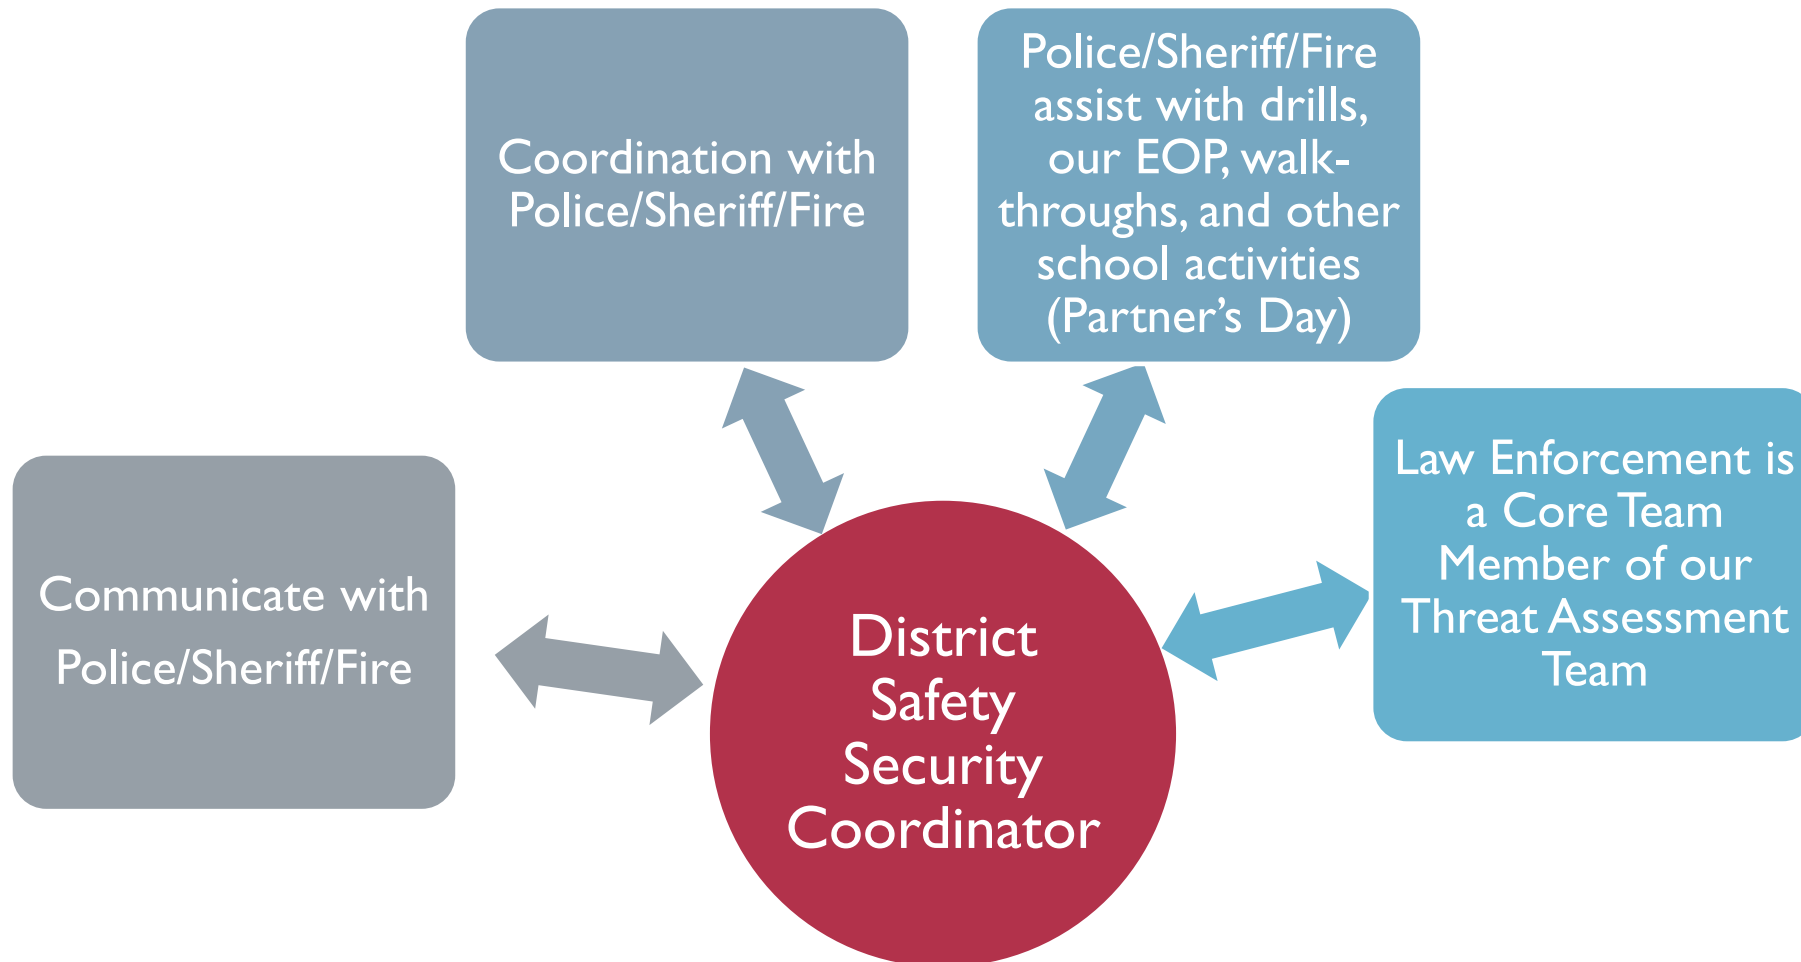 Coordination with
Police/Sheriff/Fire
Police/Sheriff/Fire
assist with drills,
our EOP, walk-
throughs, and other
school activities
(Partner’s Day)
Communicate with
Police/Sheriff/Fire
Law Enforcement is
a Core Team
Member of our
Threat Assessment
Team
District
Safety
Security
Coordinator